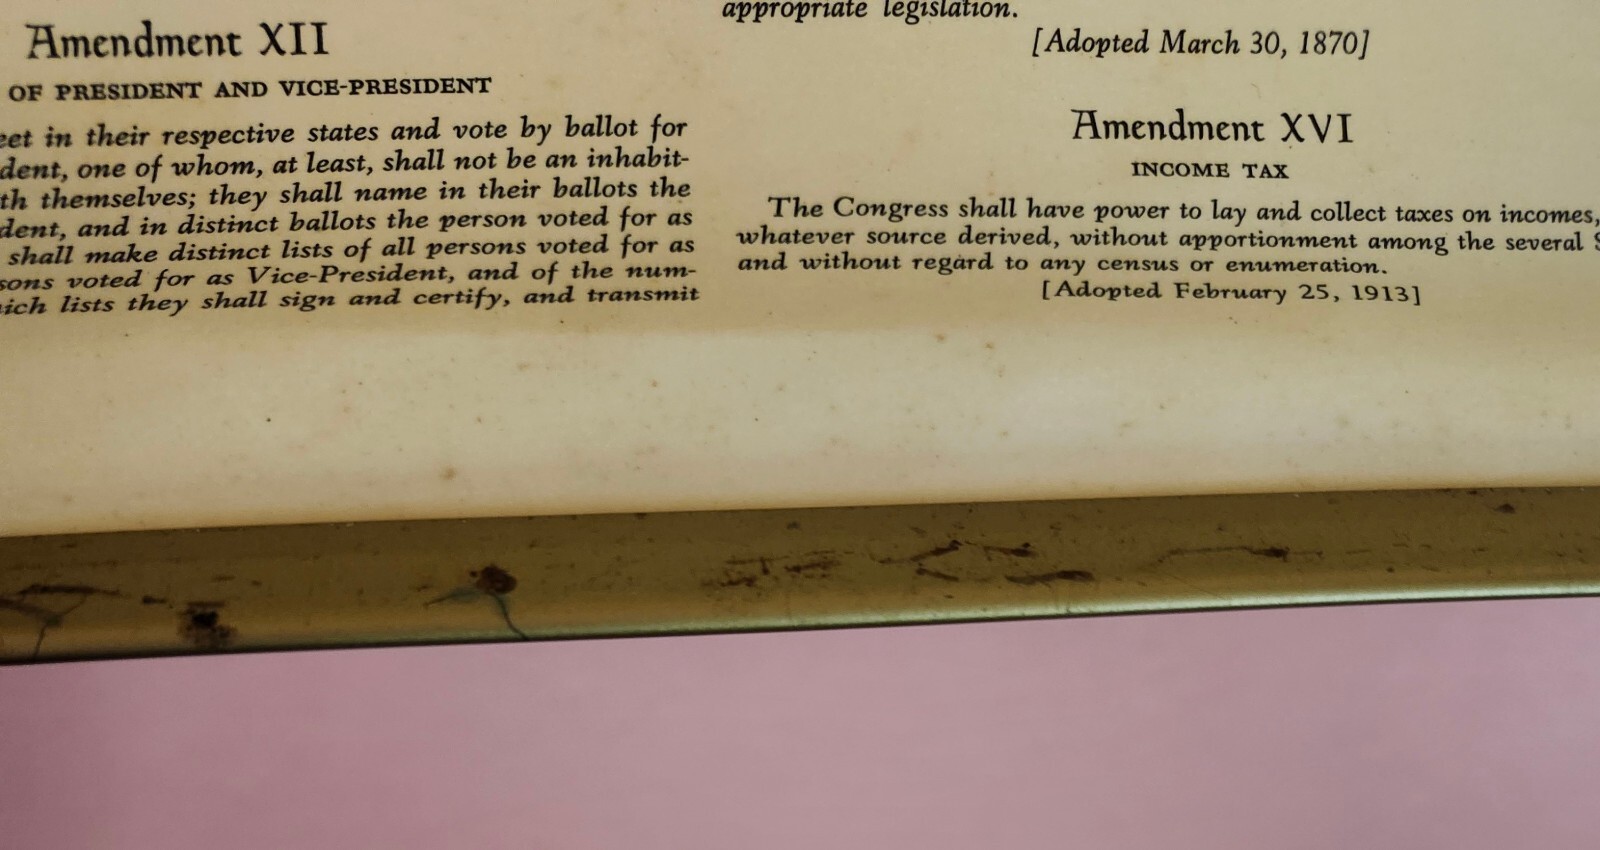 Amendment XII
OF PRESIDENT AND VICE-PRESIDENT
in their respective states and vote by ballot for
one of whom, at least, shall not be an inhabit-
themselves; they shall name in their ballots the
and in distinct ballots the person voted for as
shall make distinct lists of all persons voted for as
voted for as Vice-President, and of the num-
lists they shall sign and certify, and transmit
appropriate legislation.
[Adopted March 30, 1870]
Amendment XVI
INCOME TAX
The Congress shall have power to lay and collect taxes on incomes,
whatever source derived, without apportionment among the several
and without regard to any census or enumeration.
[Adopted February 25, 1913]